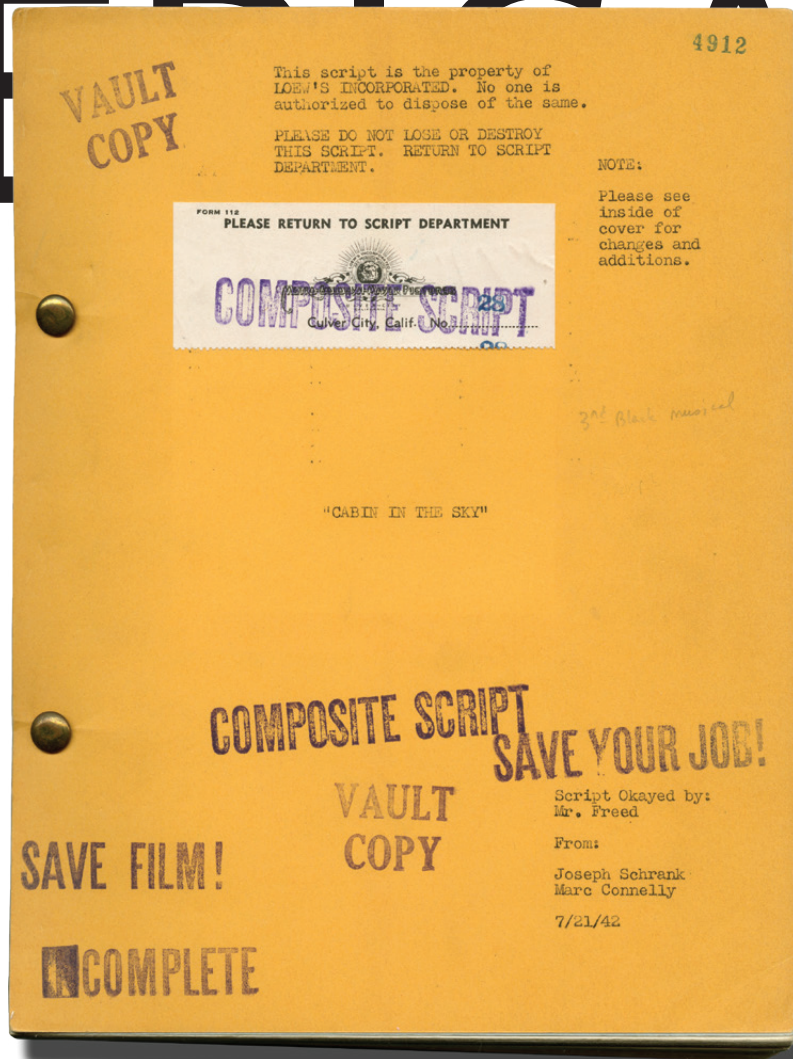 4912
VAULT
COPY
This script is the property of
LOEW'S INCORPORATED. No one is
authorized to dispose of the same.
PLEASE DO NOT LOSE OR DESTROY
THIS SCRIPT. RETURN TO SCRIPT
DEPARTMENT.
NOTE:
Please see
inside of
cover for
changes and
additions.
FORM 112
PLEASE RETURN TO SCRIPT DEPARTMENT
COMPOSITE SCRIPT
Culver City, Calif. No. 28
3rd Black musical
"CABIN IN THE SKY"
COMPOSITE SCRIPT
SAVE YOUR JOB!
VAULT
COPY
Script Okayed by:
Mr. Freed
From:
Joseph Schrank
Marc Connelly
7/21/42
SAVE FILM!
COMPLETE